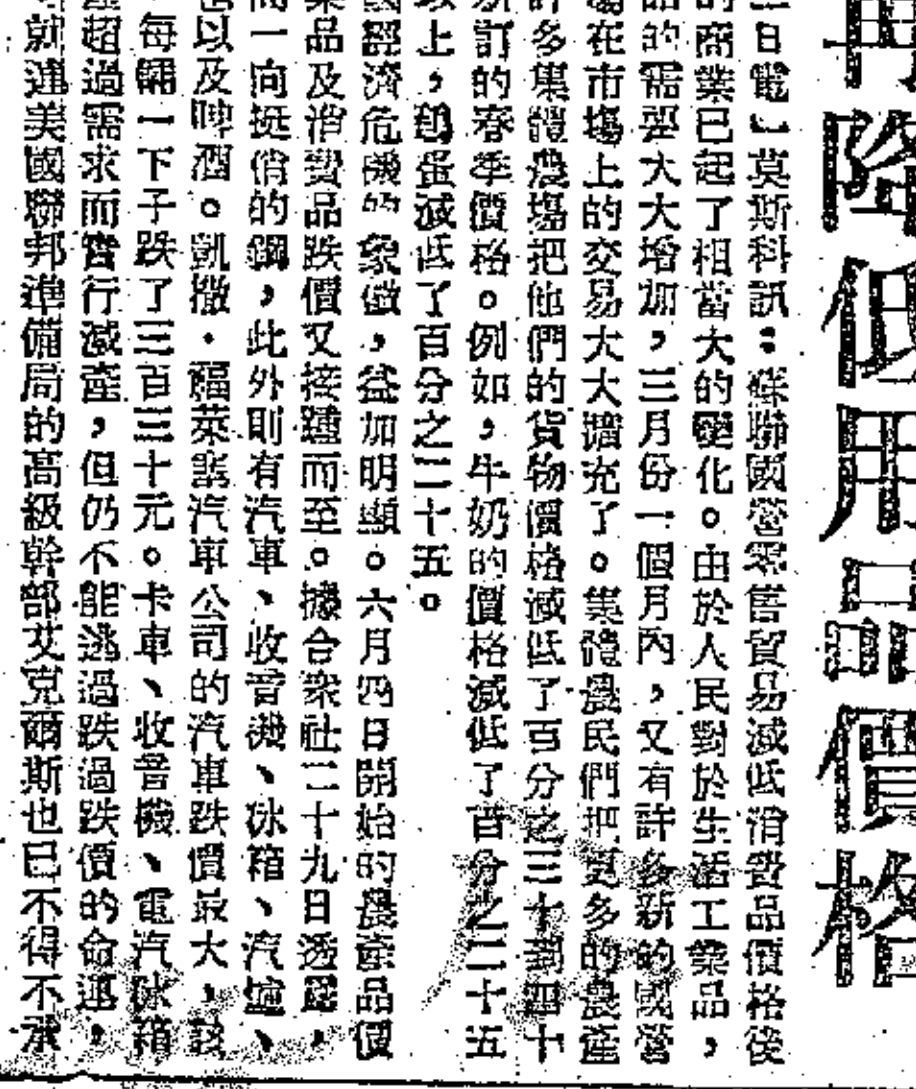 再降低用品價格
三日電」莫斯科訊：蘇聯國營零售貿易減低消費品價格後
的商業已起了相當大的變化。由於人民對於生活工業品，
品的需要大大增加，三月份一個月內，又有許多新的國營
場在市場上的交易大大擴充了。集體農民們把更多的農產
許多集體農場把他們的貨物價格減低了百分之三十到四十
所訂的春季價格。例如，牛奶的價格減低了百分之二十五
以上，鷄蛋減低了百分之二十五。
國經濟危機的象徵，益加明顯。六月四日開始的農產品價
業品及消費品跌價又接踵而至。據合衆社二十九日透露，
間一向挺俏的鋼，此外則有汽車、收音機、冰箱、汽爐、
包以及啤酒。凱撒·福萊澤汽車公司的汽車跌價最大，該
每輛一下子跌了三百三十元。卡車、收音機、電汽冰箱
產超過需求而實行減產，但仍不能逃過跌過跌價的命運，
就連美國聯邦準備局的高級幹部艾克爾斯也已不得不承